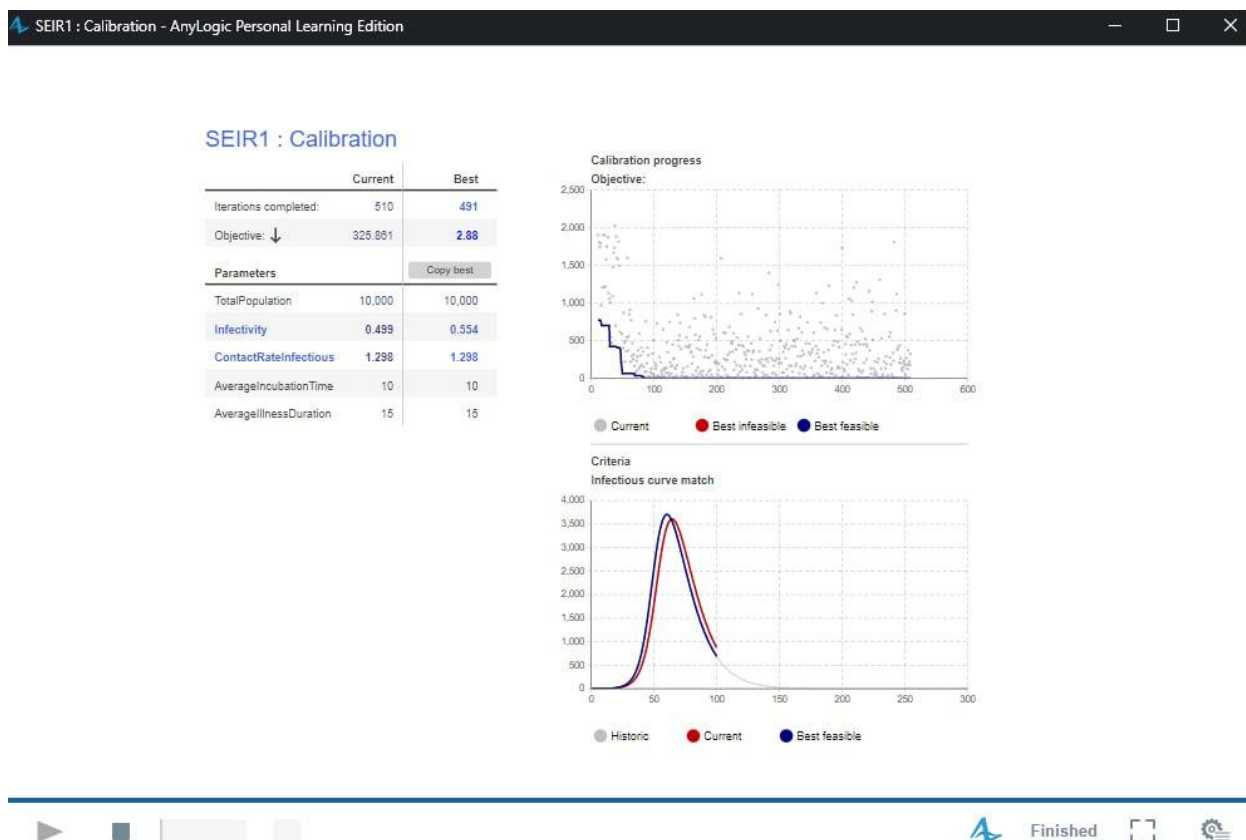 SEIR1 : Calibration - AnyLogic Personal Learning Edition
SEIR1 : Calibration
Current Best
Iterations completed: 510 491
Objective: ↓ 325.861 2.88
Parameters Copy best
TotalPopulation 10,000 10,000
Infectivity 0.499 0.554
ContactRateInfectious 1.298 1.298
AverageIncubationTime 10 10
AverageIllnessDuration 15 15
Calibration progress
Objective:
2,500
2,000
1,500
1,000
500
0
0 100 200 300 400 500 600
Current Best infeasible Best feasible
Criteria
Infectious curve match
4,000
3,500
3,000
2,500
2,000
1,500
1,000
500
0
0 50 100 150 200 250 300
Historic Current Best feasible
Finished